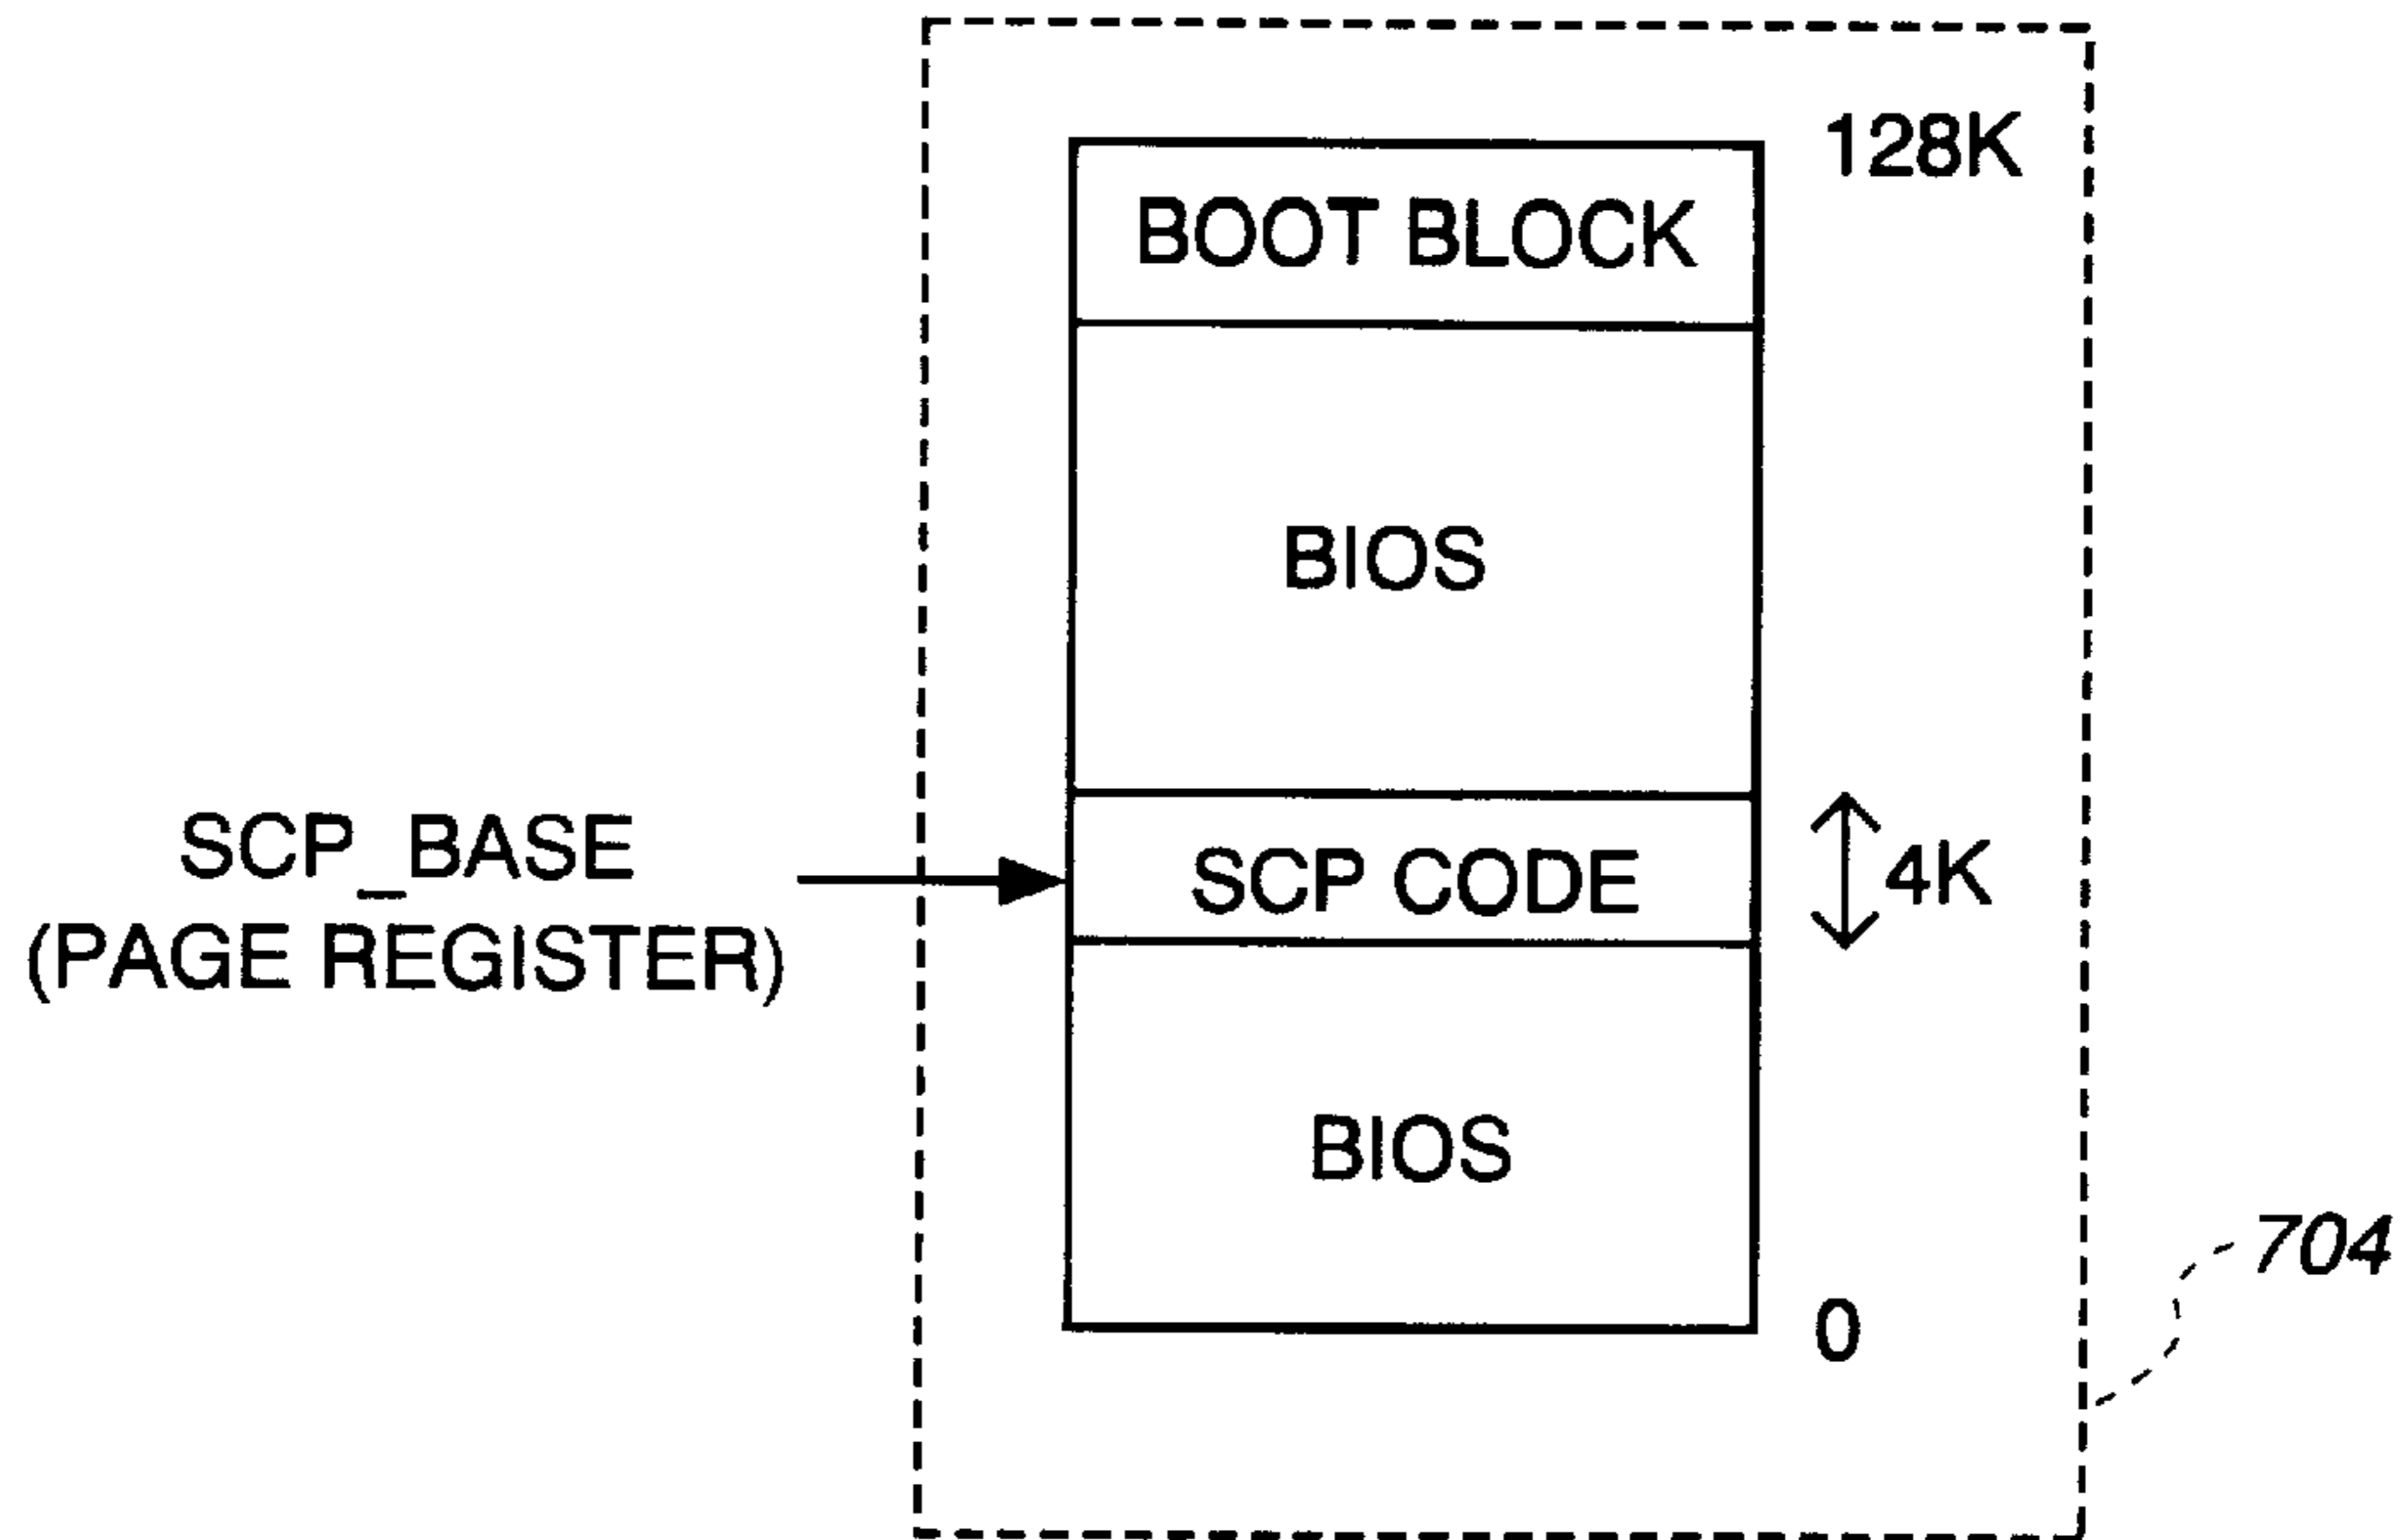 128K
BOOT BLOCK
BIOS
SCP_BASE
(PAGE REGISTER)
SCP CODE
4K
BIOS
704
0